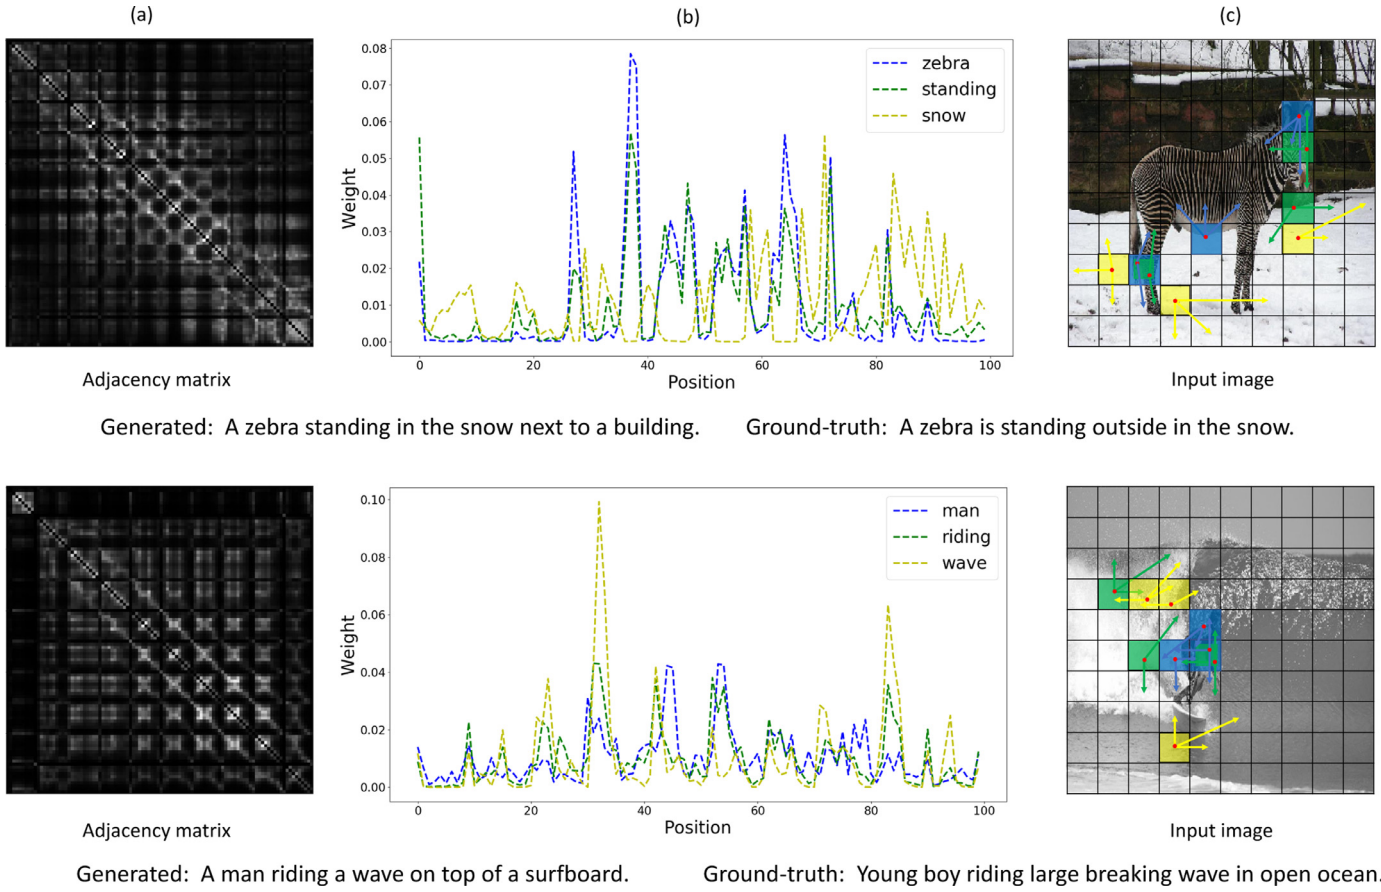 (a) (b) (c)
0.08
0.07
0.06
0.05
0.04
0.03
0.02
0.01
0.00
Weight
zebra
standing
snow
0 20 40 60 80 100
Position
Adjacency matrix
Input image
Generated: A zebra standing in the snow next to a building. Ground-truth: A zebra is standing outside in the snow.
0.10
0.08
0.06
0.04
0.02
0.00
Weight
man
riding
wave
0 20 40 60 80 100
Position
Adjacency matrix
Input image
Generated: A man riding a wave on top of a surfboard. Ground-truth: Young boy riding large breaking wave in open ocean.